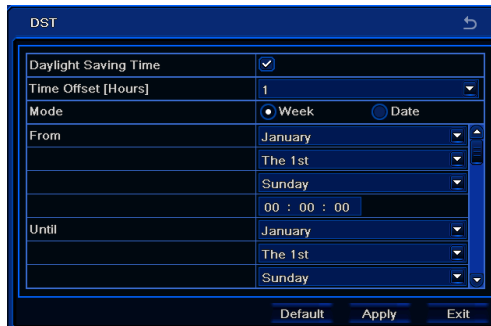 DST
Daylight Saving Time
Time Offset [Hours] 1
Mode Week Date
From January
The 1st
Sunday
00 : 00 : 00
Until January
The 1st
Sunday
Default Apply Exit